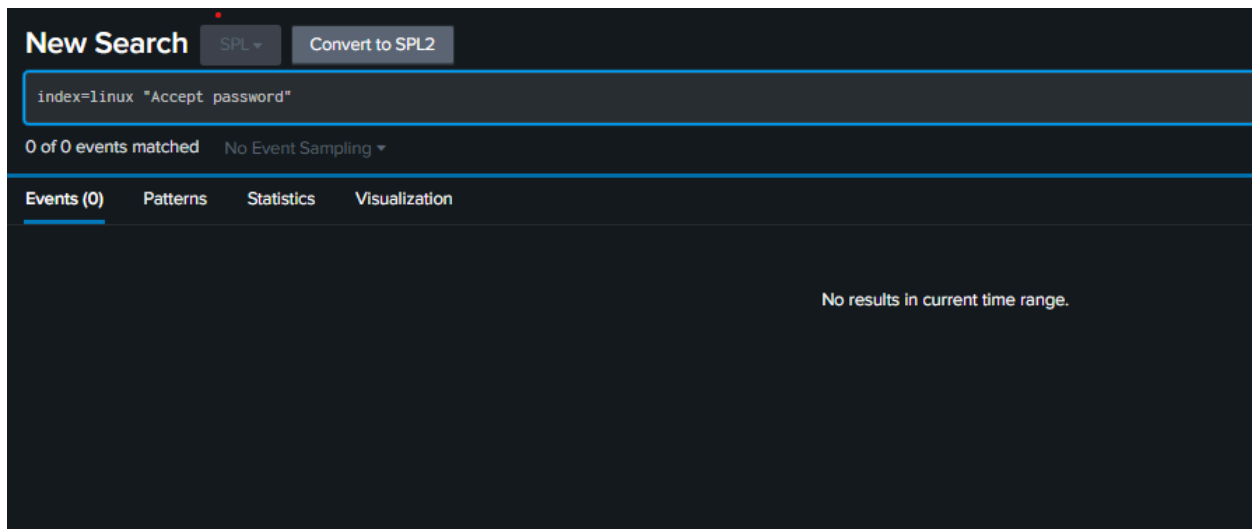 New Search SPL Convert to SPL2
index=linux "Accept password"
0 of 0 events matched No Event Sampling
Events (0) Patterns Statistics Visualization
No results in current time range.